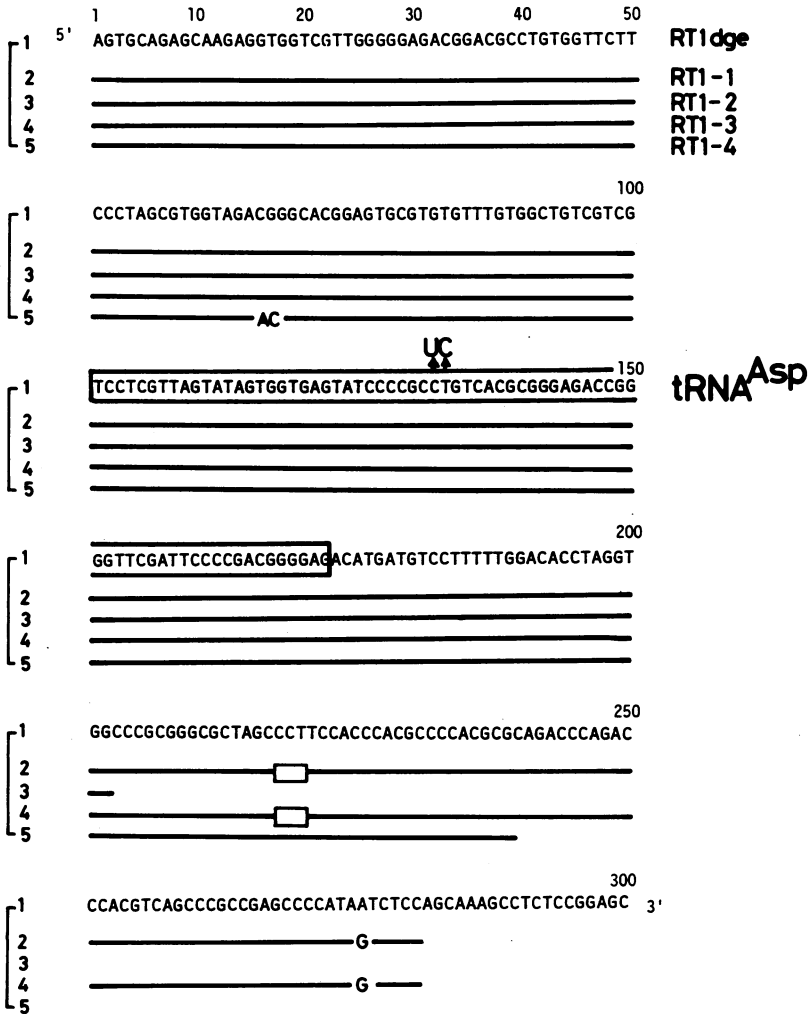 1 10 20 30 40 50
1 5' AGTGCAGAGCAAGAGGTGGTCGTTGGGGGAGACGGACGCCTGTGGTTCTT RT1dge
2 RT1-1
3 RT1-2
4 RT1-3
5 RT1-4
100
1 CCCTAGCGTGGTAGACGGGCACGGAGTGCGTGTGTTTGTGGCTGTCGTCG
2
3
4
5 AC
UC
150
1 TCCTCGTTAGTATAGTGGTGAGTATCCCCGCCTGTCACGCGGGAGACCGG tRNAAsp
2
3
4
5
200
1 GGTTCGATTCCCCGACGGGGAGACATGATGTCCTTTTTGGACACCTAGGT
2
3
4
5
250
1 GGCCCGCGGGCGCTAGCCCTTCCACCCACGCCCCACGCGCAGACCCAGAC
2
3
4
5
300
1 CCACGTCAGCCCGCCGAGCCCCATAATCTCCAGCAAAGCCTCTCCGGAGC 3'
2 G
3
4 G
5